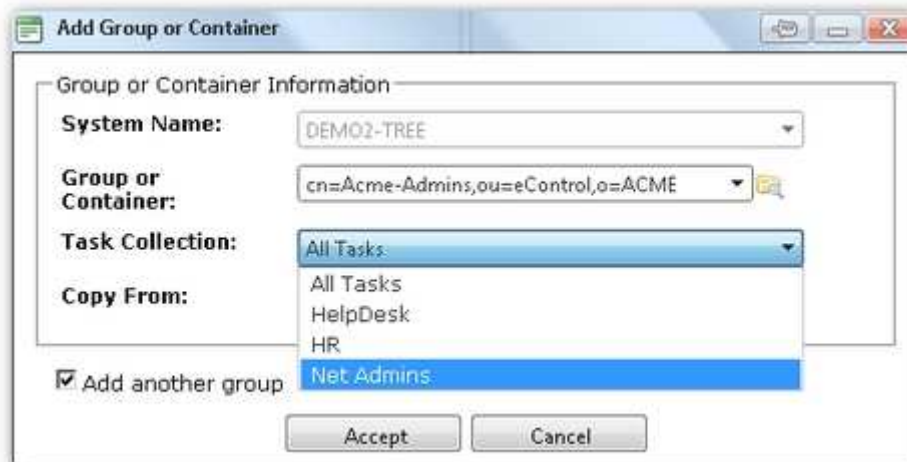 Add Group or Container
Group or Container Information
System Name:
DEMO2-TREE
Group or
Container:
cn=Acme-Admins,ou=eControl,o=ACME
Task Collection:
All Tasks
All Tasks
HelpDesk
HR
Net Admins
Copy From:
Add another group
Accept
Cancel